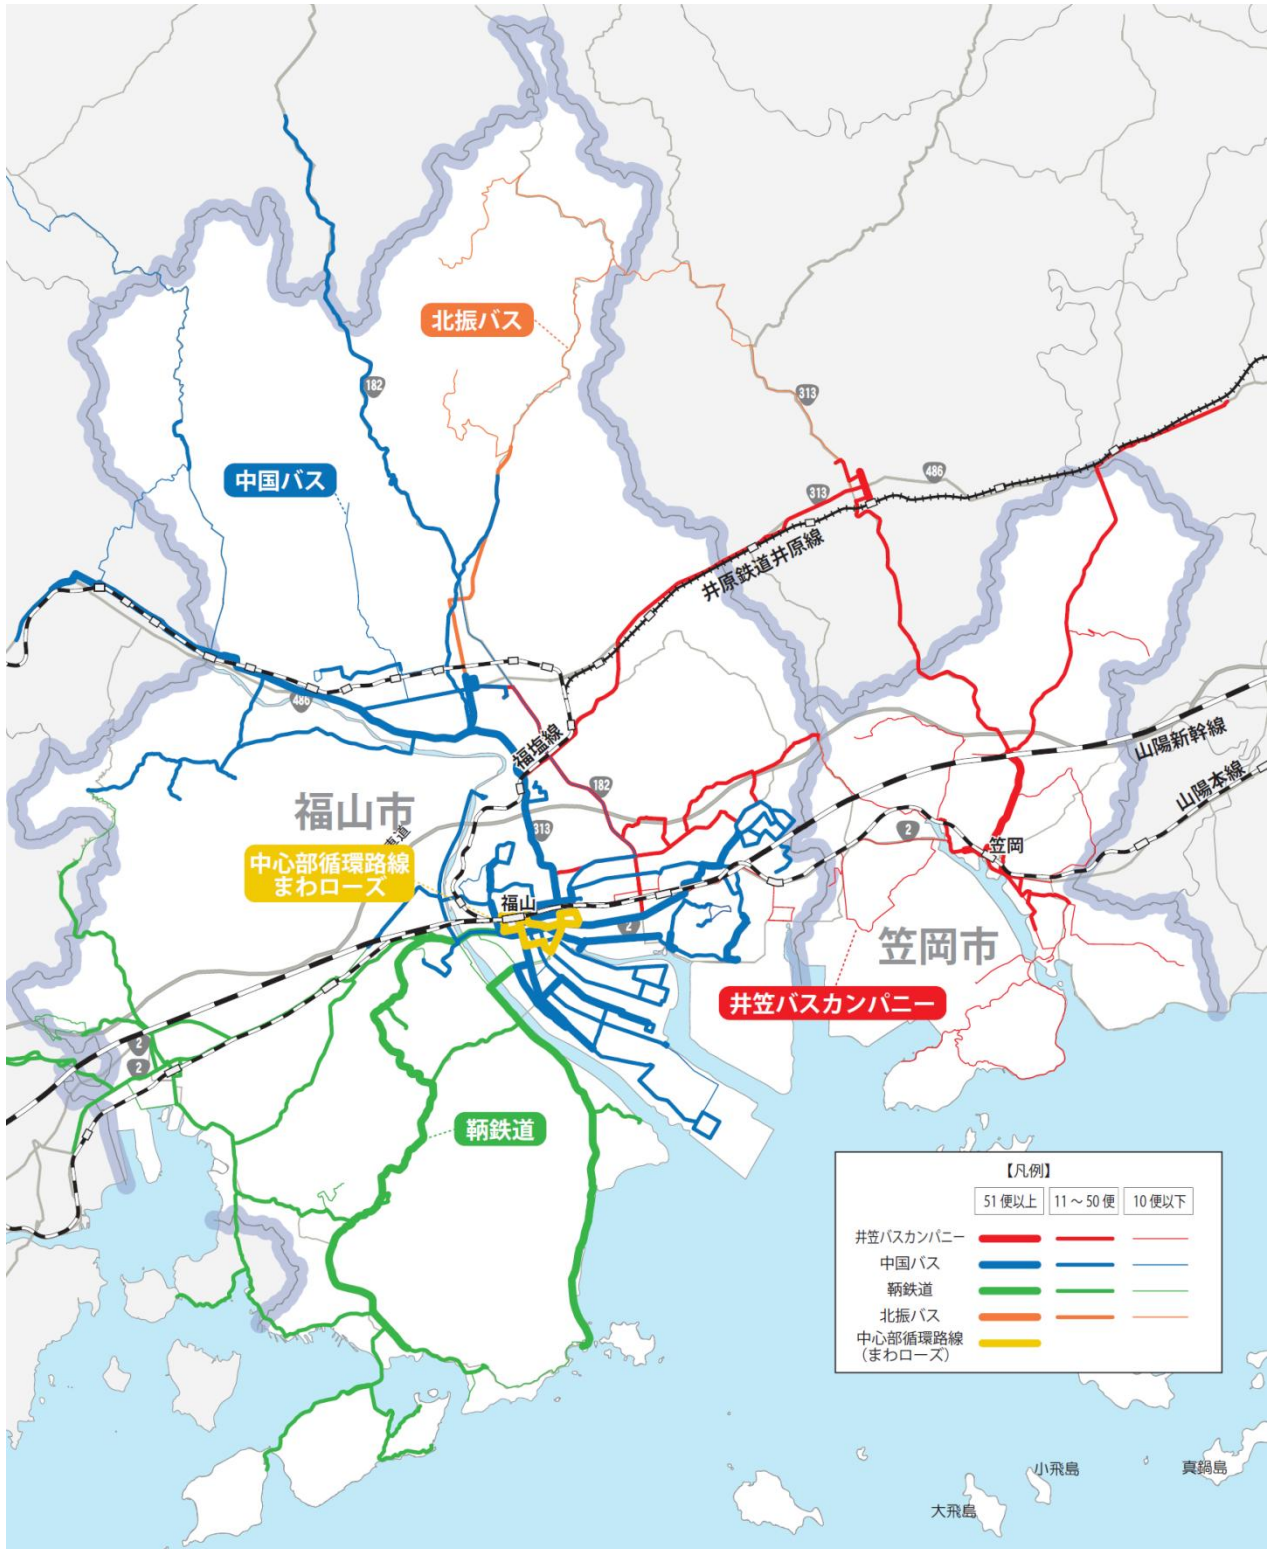 北振バス
182
313
中国バス
486
313
井原鉄道井原線
486
福塩線
182
山陽新幹線
山陽本線
福山市
道
313
2
笠岡
中心部循環路線
まわローズ
福山
2
笠岡市
井笠バスカンパニー
2
2
鞆鉄道
【凡例】
51便以上 11～50便 10便以下
井笠バスカンパニー
中国バス
鞆鉄道
北振バス
中心部循環路線
(まわローズ)
小飛島
真鍋島
大飛島